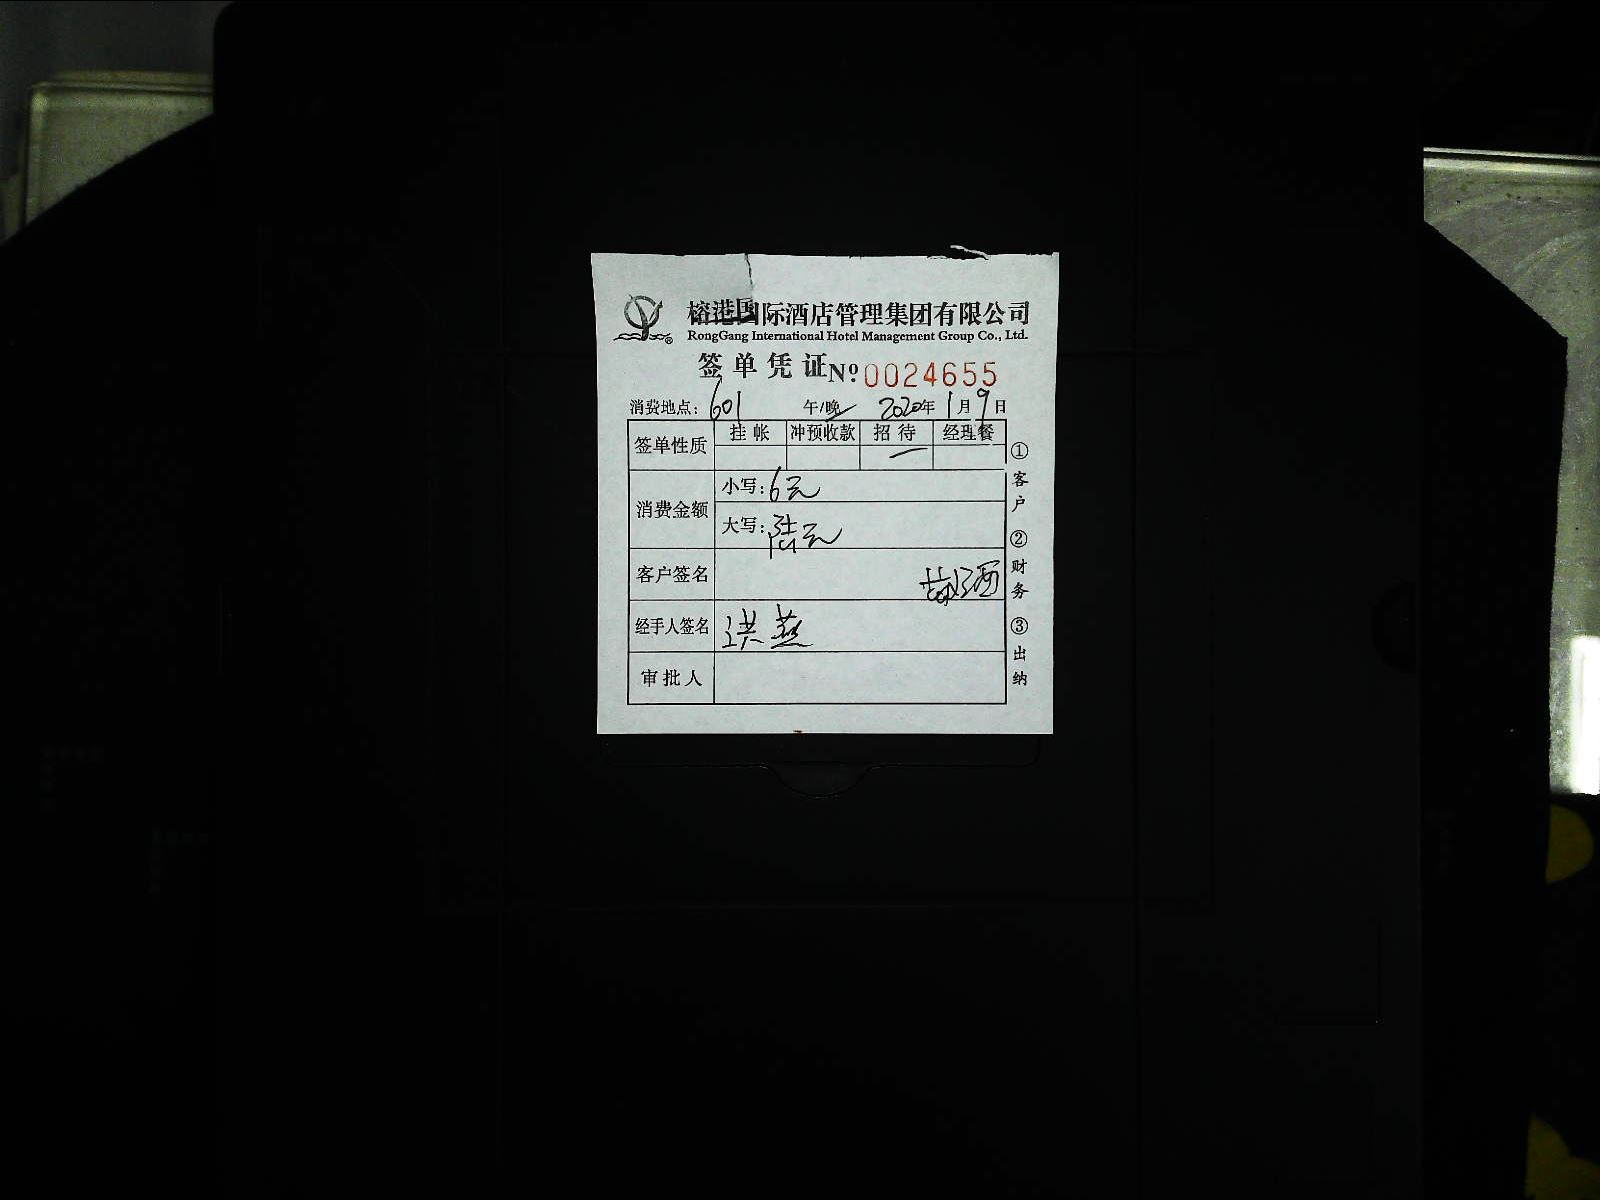 榕港国际酒店管理集团有限公司
RongGang International Hotel Management Group Co., Ltd.
签单凭证 Nº 0024655
消费地点：601 午/晚 2020年1月9日
签单性质 挂帐 冲预收款 招待 经理餐
消费金额 小写：6元
大写：陆元
客户签名
经手人签名 洪燕
审批人
①客户 ②财务 ③出纳